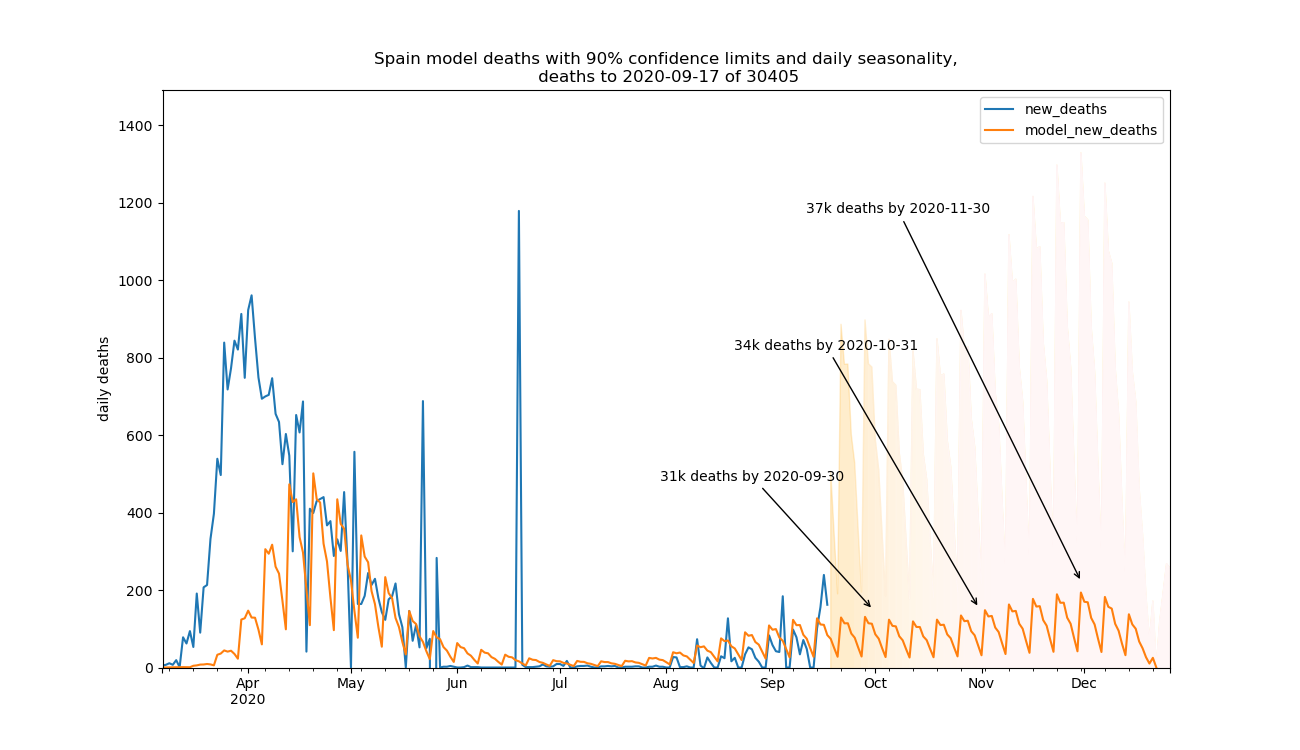 Spain model deaths with 90% confidence limits and daily seasonality,
deaths to 2020-09-17 of 30405
new_deaths
model_new_deaths
1400
1200
1000
800
600
400
200
0
daily deaths
37k deaths by 2020-11-30
34k deaths by 2020-10-31
31k deaths by 2020-09-30
Apr May Jun Jul Aug Sep Oct Nov Dec
2020